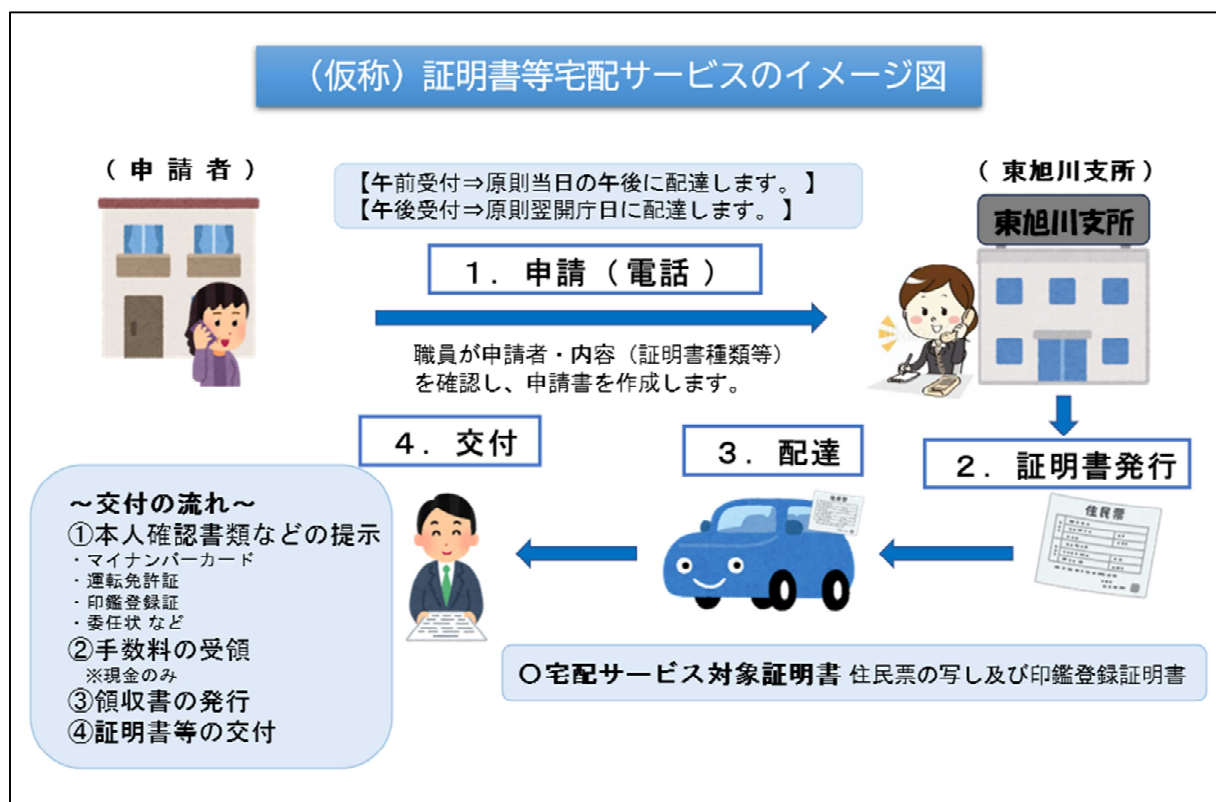 （仮称）証明書等宅配サービスのイメージ図
（ 申 請 者 ）
【午前受付⇒原則当日の午後に配達します。】
【午後受付⇒原則翌開庁日に配達します。】
（ 東旭川支所 ）
東旭川支所
１．申請（ 電話 ）
職員が申請者・内容（証明書種類等）
を確認し、申請書を作成します。
２．証明書発行
住民票
３．配達
４．交付
～交付の流れ～
①本人確認書類などの提示
・マイナンバーカード
・運転免許証
・印鑑登録証
・委任状 など
②手数料の受領
※現金のみ
③領収書の発行
④証明書等の交付
〇宅配サービス対象証明書 住民票の写し及び印鑑登録証明書